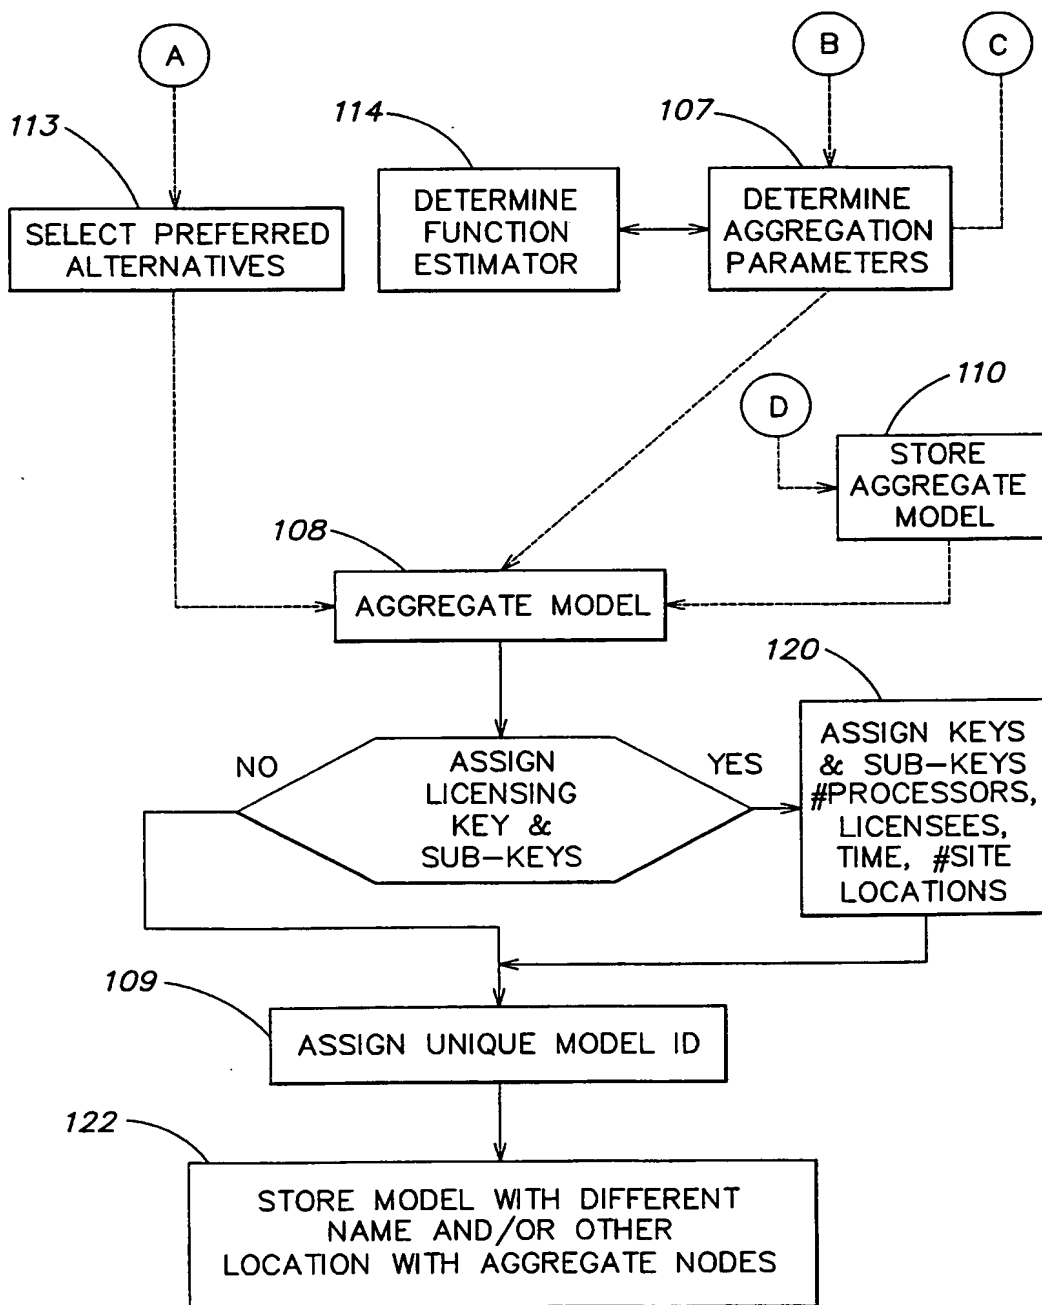 A
B
C
113
114
107
SELECT PREFERRED
ALTERNATIVES
DETERMINE
FUNCTION
ESTIMATOR
DETERMINE
AGGREGATION
PARAMETERS
D
110
STORE
AGGREGATE
MODEL
108
AGGREGATE MODEL
120
NO
ASSIGN
LICENSING
KEY &
SUB-KEYS
YES
ASSIGN KEYS
& SUB-KEYS
#PROCESSORS,
LICENSEES,
TIME, #SITE
LOCATIONS
109
ASSIGN UNIQUE MODEL ID
122
STORE MODEL WITH DIFFERENT
NAME AND/OR OTHER
LOCATION WITH AGGREGATE NODES